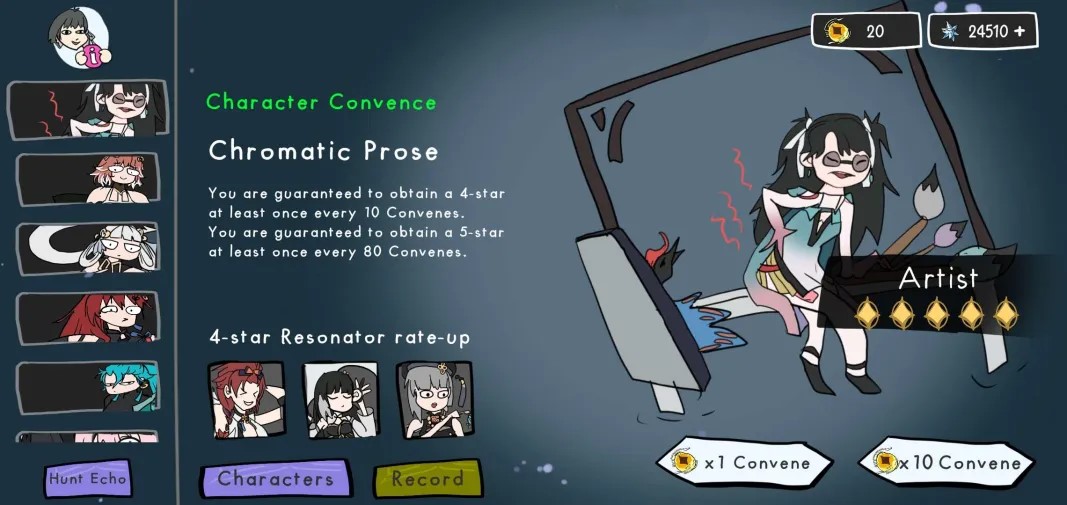 20
24510 +
Character Convence
Chromatic Prose
You are guaranteed to obtain a 4-star
at least once every 10 Convenes.
You are guaranteed to obtain a 5-star
at least once every 80 Convenes.
Artist
4-star Resonator rate-up
Hunt Echo
Characters
Record
x1 Convene
x10 Convene